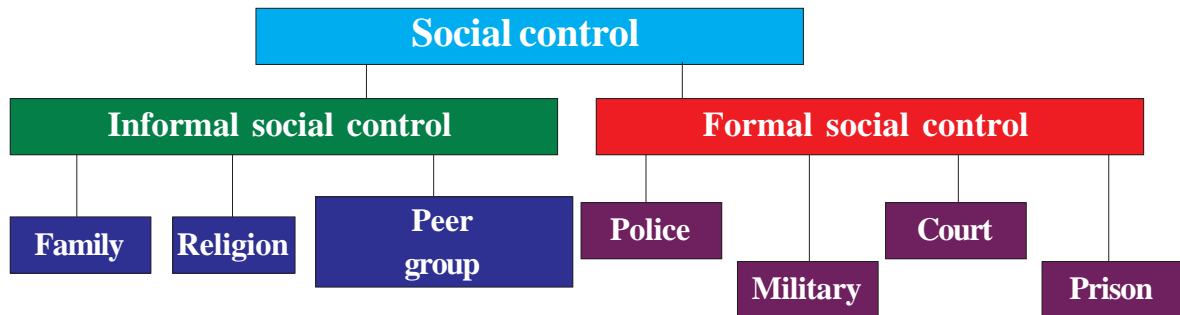 Social control
Informal social control
Formal social control
Family
Religion
Peer
group
Police
Military
Court
Prison